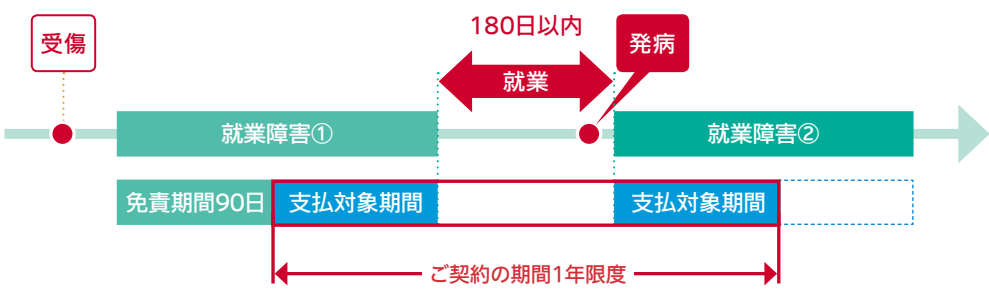 180日以内
受傷
発病
就業
就業障害①
就業障害②
免責期間90日
支払対象期間
支払対象期間
ご契約の期間1年限度